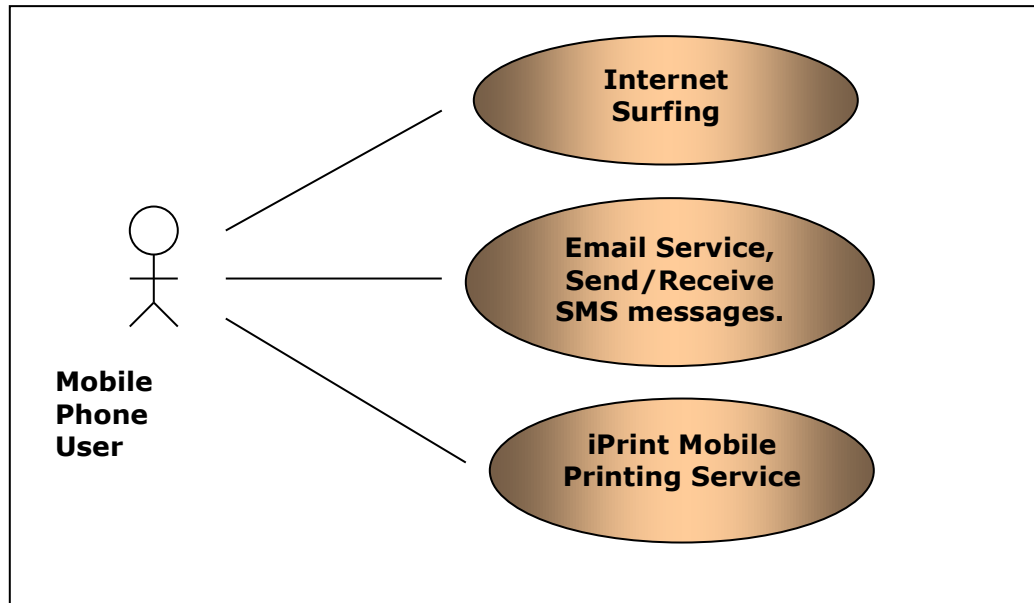 Internet
Surfing
Email Service,
Send/Receive
SMS messages.
Mobile
Phone
User
iPrint Mobile
Printing Service